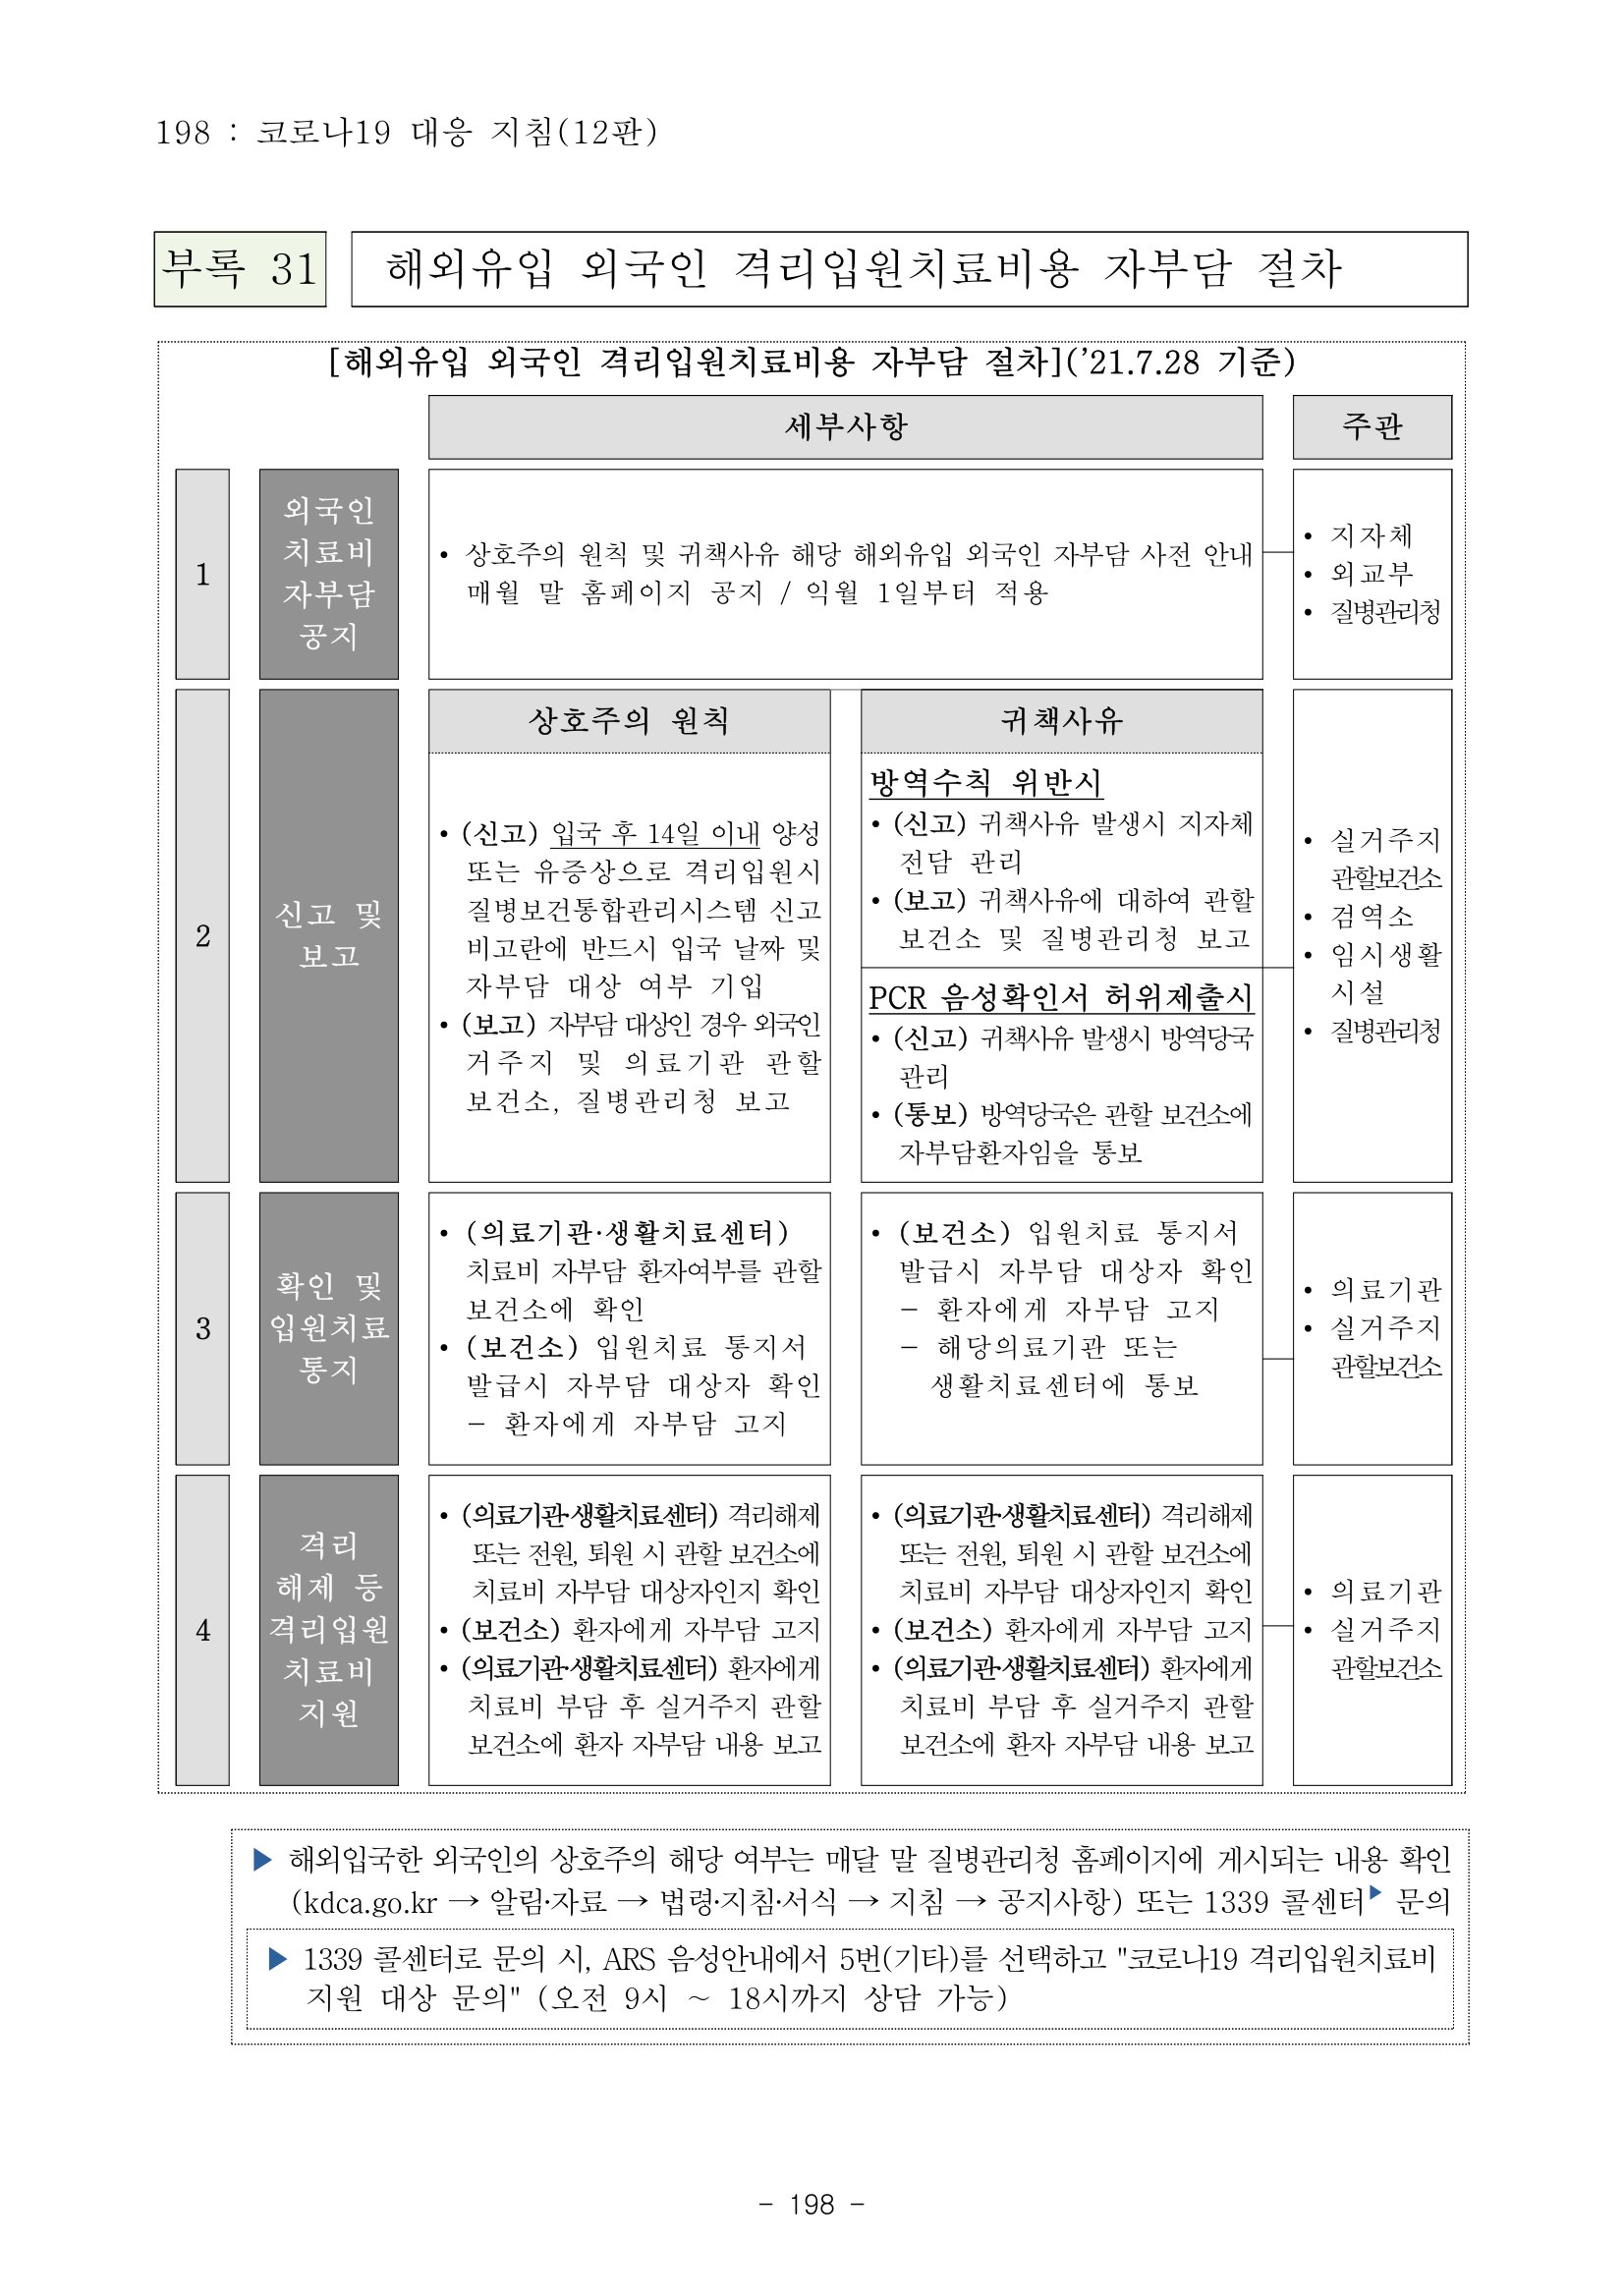 198 : 코로나19 대응 지침(12판)
부록 31
해외유입 외국인 격리입원치료비용 자부담 절차
[해외유입 외국인 격리입원치료비용 자부담 절차]('21.7.28 기준)
세부사항
주관
1
외국인
치료비
자부담
공지
• 상호주의 원칙 및 귀책사유 해당 해외유입 외국인 자부담 사전 안내
매월 말 홈페이지 공지 / 익월 1일부터 적용
• 지자체
• 외교부
• 질병관리청
2
신고 및
보고
상호주의 원칙
• (신고) 입국 후 14일 이내 양성
또는 유증상으로 격리입원시
질병보건통합관리시스템 신고
비고란에 반드시 입국 날짜 및
자부담 대상 여부 기입
• (보고) 자부담 대상인 경우 외국인
거주지 및 의료기관 관할
보건소, 질병관리청 보고
귀책사유
방역수칙 위반시
• (신고) 귀책사유 발생시 지자체
전담 관리
• (보고) 귀책사유에 대하여 관할
보건소 및 질병관리청 보고
PCR 음성확인서 허위제출시
• (신고) 귀책사유 발생시 방역당국
관리
• (통보) 방역당국은 관할 보건소에
자부담환자임을 통보
• 실거주지
관할보건소
• 검역소
• 임시생활
시설
• 질병관리청
3
확인 및
입원치료
통지
• (의료기관·생활치료센터)
치료비 자부담 환자여부를 관할
보건소에 확인
• (보건소) 입원치료 통지서
발급시 자부담 대상자 확인
- 환자에게 자부담 고지
• (보건소) 입원치료 통지서
발급시 자부담 대상자 확인
- 환자에게 자부담 고지
- 해당의료기관 또는
생활치료센터에 통보
• 의료기관
• 실거주지
관할보건소
4
격리
해제 등
격리입원
치료비
지원
• (의료기관·생활치료센터) 격리해제
또는 전원, 퇴원 시 관할 보건소에
치료비 자부담 대상자인지 확인
• (보건소) 환자에게 자부담 고지
• (의료기관·생활치료센터) 환자에게
치료비 부담 후 실거주지 관할
보건소에 환자 자부담 내용 보고
• (의료기관·생활치료센터) 격리해제
또는 전원, 퇴원 시 관할 보건소에
치료비 자부담 대상자인지 확인
• (보건소) 환자에게 자부담 고지
• (의료기관·생활치료센터) 환자에게
치료비 부담 후 실거주지 관할
보건소에 환자 자부담 내용 보고
• 의료기관
• 실거주지
관할보건소
▶ 해외입국한 외국인의 상호주의 해당 여부는 매달 말 질병관리청 홈페이지에 게시되는 내용 확인
(kdca.go.kr → 알림·자료 → 법령·지침·서식 → 지침 → 공지사항) 또는 1339 콜센터▶ 문의
▶ 1339 콜센터로 문의 시, ARS 음성안내에서 5번(기타)를 선택하고 "코로나19 격리입원치료비
지원 대상 문의" (오전 9시 ~ 18시까지 상담 가능)
- 198 -